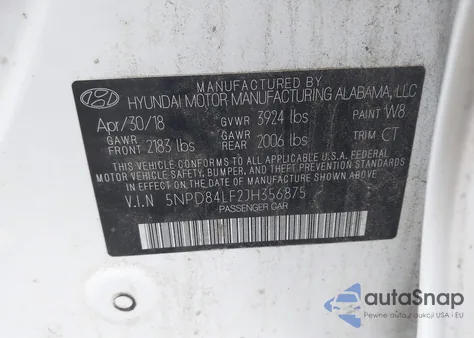 MANUFACTURED BY
HYUNDAI MOTOR MANUFACTURING ALABAMA, LLC
Apr/30/18 GVWR 3924 lbs PAINT W8
GAWR FRONT 2183 lbs GAWR REAR 2006 lbs TRIM CT
THIS VEHICLE CONFORMS TO ALL APPLICABLE U.S. FEDERAL
MOTOR VEHICLE SAFETY, BUMPER, AND THEFT PREVENTION
STANDARDS IN EFFECT ON THE DATE OF MANUFACTURE SHOWN ABOVE.
V.I.N 5NPD84LF2JH356875
PASSENGER CAR
autoSnap
Pewne auto z aukcji USA i EU